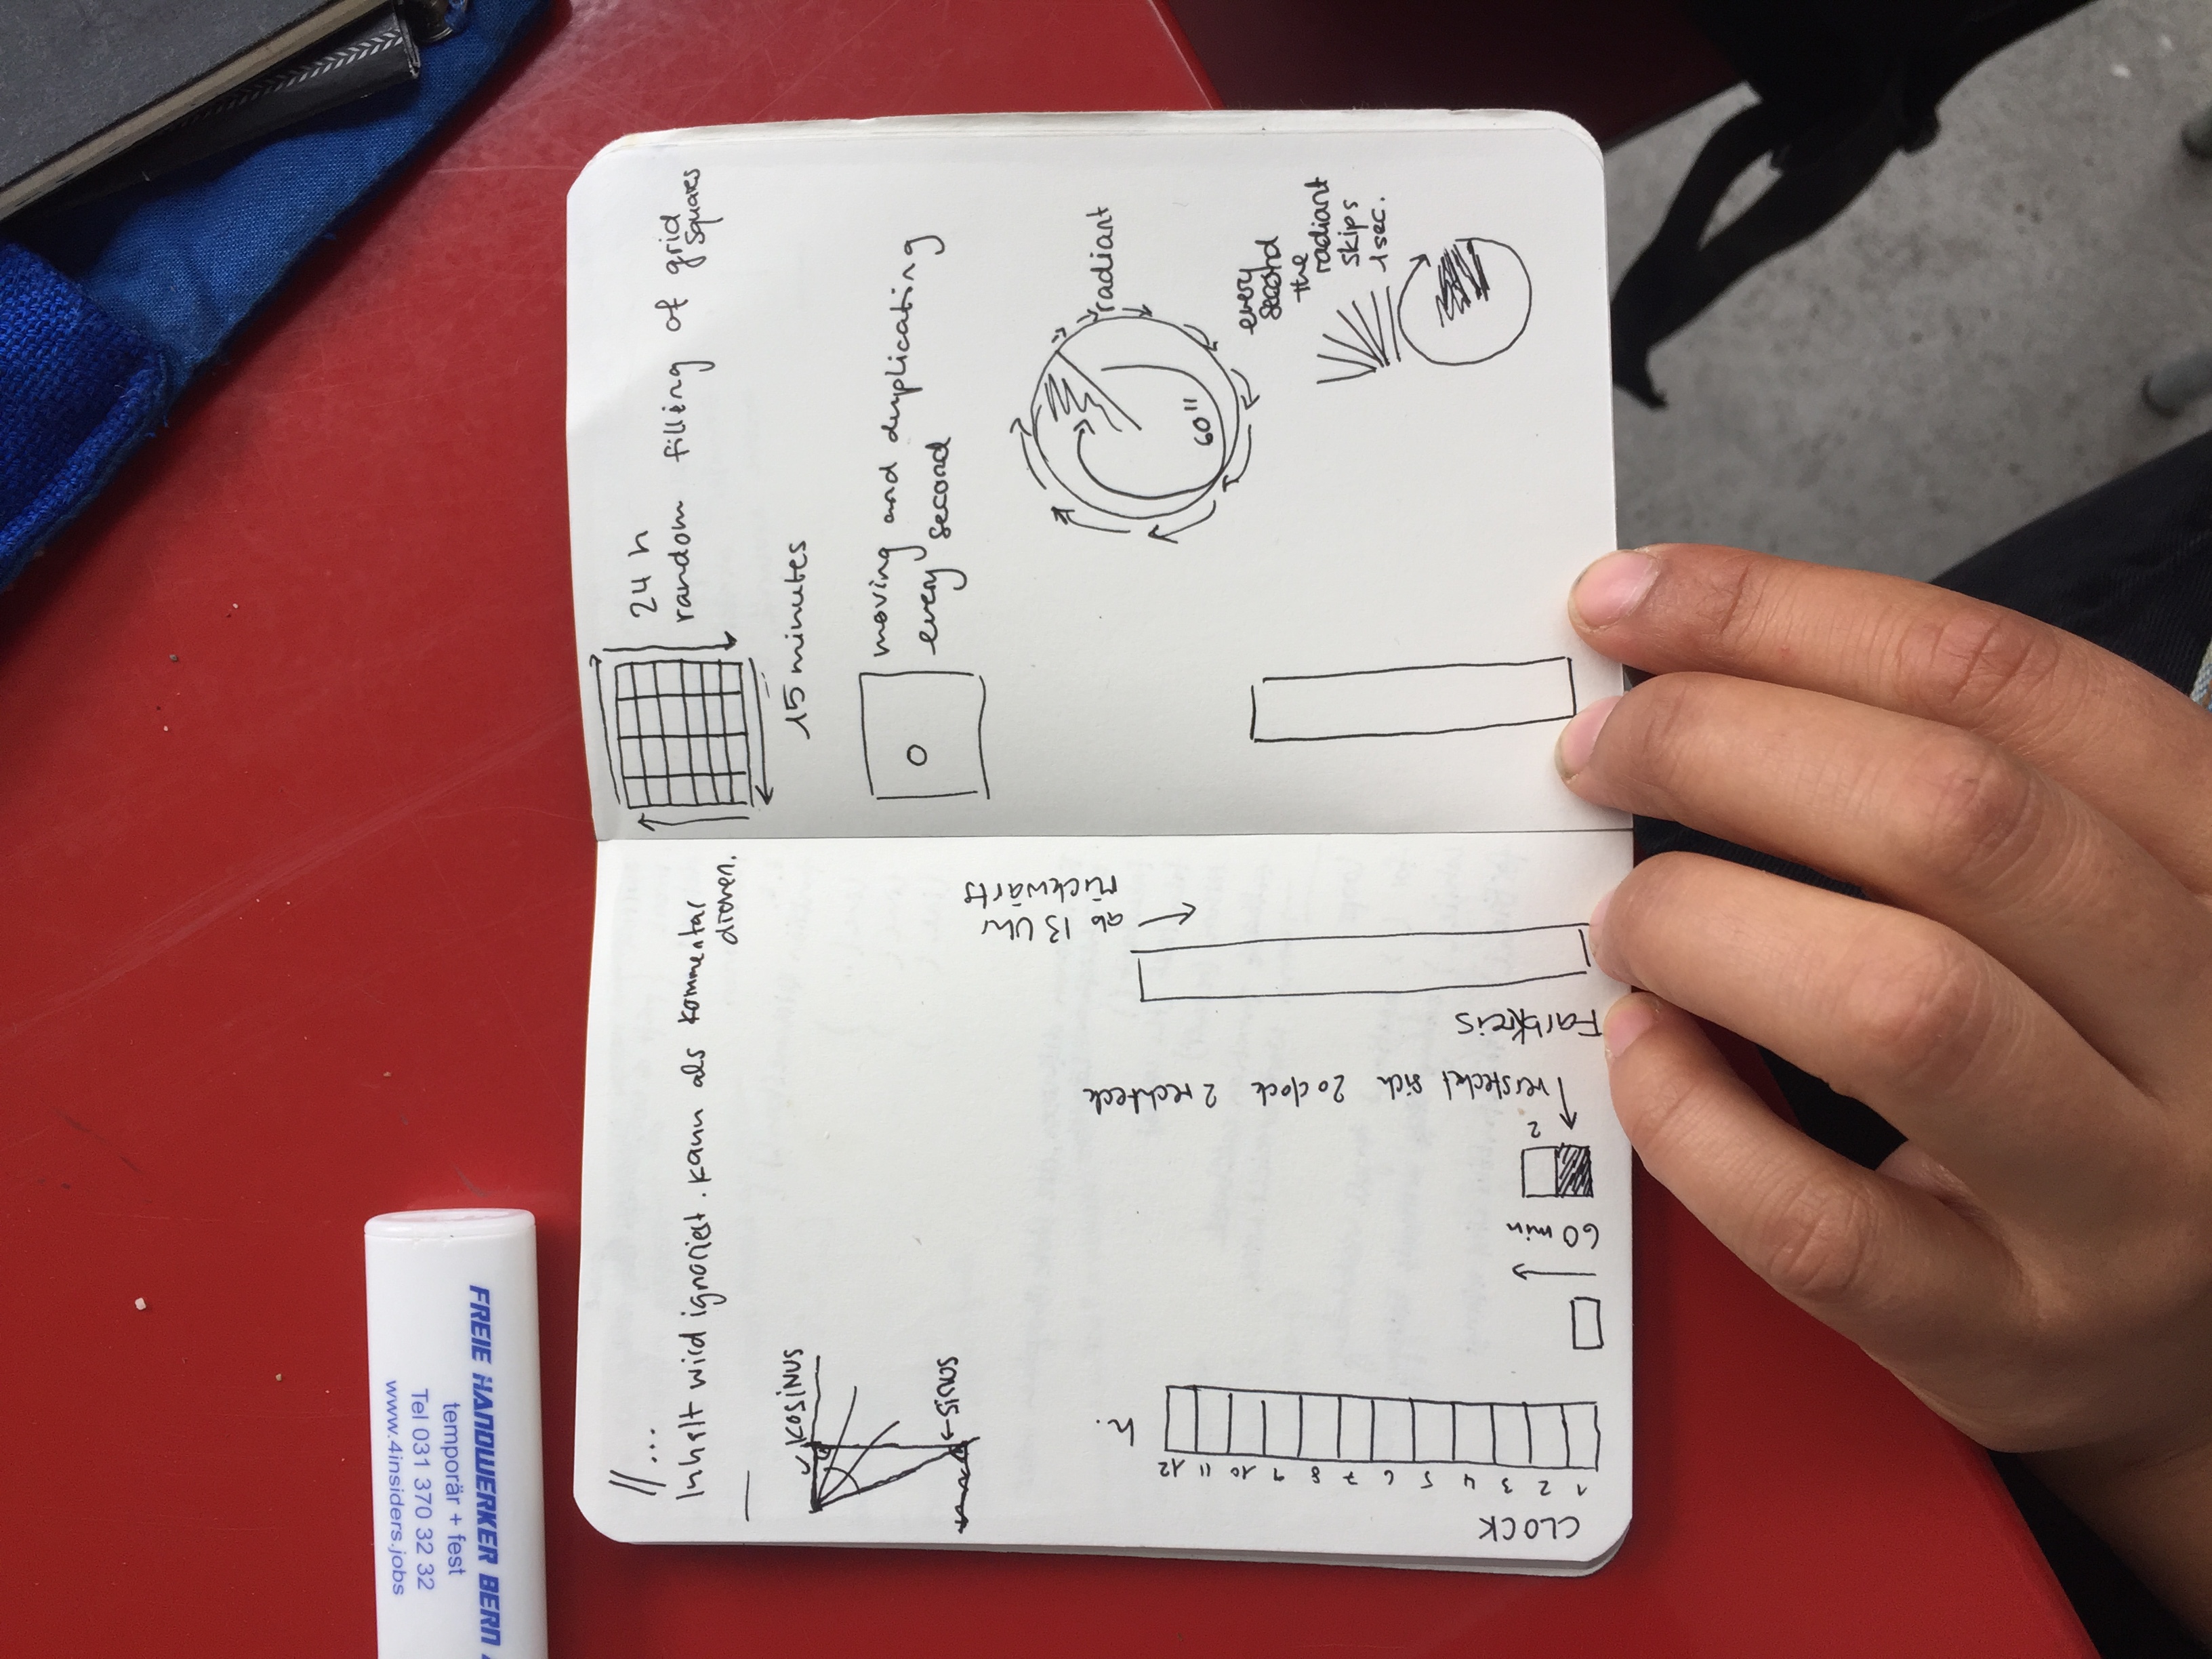 www.4insiders.jobs
Tel 031 370 32 32
temporär + fest
FREIE HANDWERKER BERN
//...
Inhalt wird ignoriert. Kann als Kommentar
dienen.
KOSINUS
SINUS
CLOCK
1 2 3 4 5 6 7 8 9 10 11 12
h.
60 min
2
versteckt sich 2o clock 2 rechteck
Farbkreis
ab 13 Uhr
rückwärts
24 h
random filling of grid
squares
15 minutes
moving and duplicating
every second
radiant
60"
every
second
the
radiant
skips
1sec.